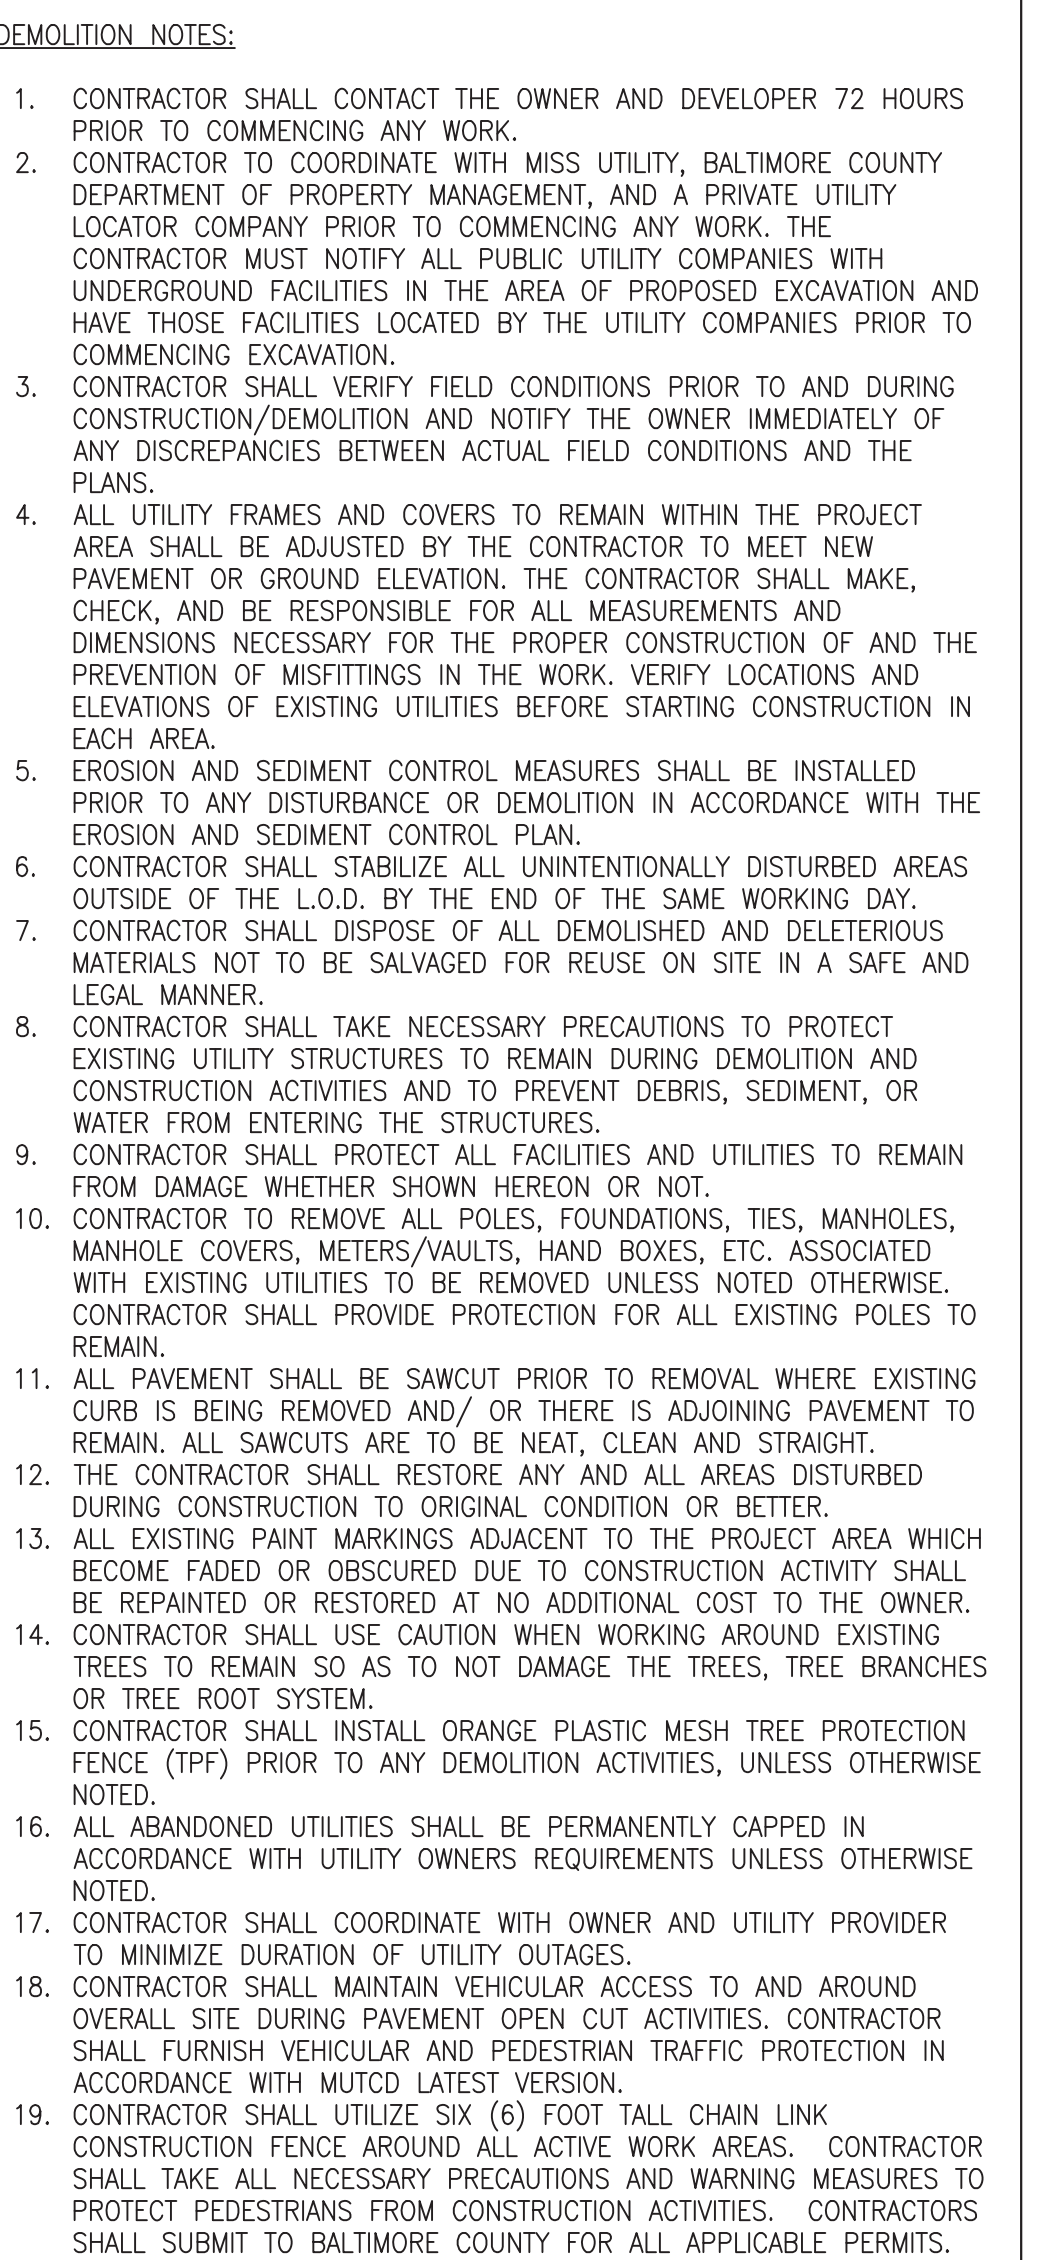 DEMOLITION NOTES:
1. CONTRACTOR SHALL CONTACT THE OWNER AND DEVELOPER 72 HOURS
PRIOR TO COMMENCING ANY WORK.
2. CONTRACTOR TO COORDINATE WITH MISS UTILITY, BALTIMORE COUNTY
DEPARTMENT OF PROPERTY MANAGEMENT, AND A PRIVATE UTILITY
LOCATOR COMPANY PRIOR TO COMMENCING ANY WORK. THE
CONTRACTOR MUST NOTIFY ALL PUBLIC UTILITY COMPANIES WITH
UNDERGROUND FACILITIES IN THE AREA OF PROPOSED EXCAVATION AND
HAVE THOSE FACILITIES LOCATED BY THE UTILITY COMPANIES PRIOR TO
COMMENCING EXCAVATION.
3. CONTRACTOR SHALL VERIFY FIELD CONDITIONS PRIOR TO AND DURING
CONSTRUCTION/DEMOLITION AND NOTIFY THE OWNER IMMEDIATELY OF
ANY DISCREPANCIES BETWEEN ACTUAL FIELD CONDITIONS AND THE
PLANS.
4. ALL UTILITY FRAMES AND COVERS TO REMAIN WITHIN THE PROJECT
AREA SHALL BE ADJUSTED BY THE CONTRACTOR TO MEET NEW
PAVEMENT OR GROUND ELEVATION. THE CONTRACTOR SHALL MAKE,
CHECK, AND BE RESPONSIBLE FOR ALL MEASUREMENTS AND
DIMENSIONS NECESSARY FOR THE PROPER CONSTRUCTION OF AND THE
PREVENTION OF MISFITTINGS IN THE WORK. VERIFY LOCATIONS AND
ELEVATIONS OF EXISTING UTILITIES BEFORE STARTING CONSTRUCTION IN
EACH AREA.
5. EROSION AND SEDIMENT CONTROL MEASURES SHALL BE INSTALLED
PRIOR TO ANY DISTURBANCE OR DEMOLITION IN ACCORDANCE WITH THE
EROSION AND SEDIMENT CONTROL PLAN.
6. CONTRACTOR SHALL STABILIZE ALL UNINTENTIONALLY DISTURBED AREAS
OUTSIDE OF THE L.O.D. BY THE END OF THE SAME WORKING DAY.
7. CONTRACTOR SHALL DISPOSE OF ALL DEMOLISHED AND DELETERIOUS
MATERIALS NOT TO BE SALVAGED FOR REUSE ON SITE IN A SAFE AND
LEGAL MANNER.
8. CONTRACTOR SHALL TAKE NECESSARY PRECAUTIONS TO PROTECT
EXISTING UTILITY STRUCTURES TO REMAIN DURING DEMOLITION AND
CONSTRUCTION ACTIVITIES AND TO PREVENT DEBRIS, SEDIMENT, OR
WATER FROM ENTERING THE STRUCTURES.
9. CONTRACTOR SHALL PROTECT ALL FACILITIES AND UTILITIES TO REMAIN
FROM DAMAGE WHETHER SHOWN HEREON OR NOT.
10. CONTRACTOR TO REMOVE ALL POLES, FOUNDATIONS, TIES, MANHOLES,
MANHOLE COVERS, METERS/VAULTS, HAND BOXES, ETC. ASSOCIATED
WITH EXISTING UTILITIES TO BE REMOVED UNLESS NOTED OTHERWISE.
CONTRACTOR SHALL PROVIDE PROTECTION FOR ALL EXISTING POLES TO
REMAIN.
11. ALL PAVEMENT SHALL BE SAWCUT PRIOR TO REMOVAL WHERE EXISTING
CURB IS BEING REMOVED AND/ OR THERE IS ADJOINING PAVEMENT TO
REMAIN. ALL SAWCUTS ARE TO BE NEAT, CLEAN AND STRAIGHT.
12. THE CONTRACTOR SHALL RESTORE ANY AND ALL AREAS DISTURBED
DURING CONSTRUCTION TO ORIGINAL CONDITION OR BETTER.
13. ALL EXISTING PAINT MARKINGS ADJACENT TO THE PROJECT AREA WHICH
BECOME FADED OR OBSCURED DUE TO CONSTRUCTION ACTIVITY SHALL
BE REPAINTED OR RESTORED AT NO ADDITIONAL COST TO THE OWNER.
14. CONTRACTOR SHALL USE CAUTION WHEN WORKING AROUND EXISTING
TREES TO REMAIN SO AS TO NOT DAMAGE THE TREES, TREE BRANCHES
OR TREE ROOT SYSTEM.
15. CONTRACTOR SHALL INSTALL ORANGE PLASTIC MESH TREE PROTECTION
FENCE (TPF) PRIOR TO ANY DEMOLITION ACTIVITIES, UNLESS OTHERWISE
NOTED.
16. ALL ABANDONED UTILITIES SHALL BE PERMANENTLY CAPPED IN
ACCORDANCE WITH UTILITY OWNERS REQUIREMENTS UNLESS OTHERWISE
NOTED.
17. CONTRACTOR SHALL COORDINATE WITH OWNER AND UTILITY PROVIDER
TO MINIMIZE DURATION OF UTILITY OUTAGES.
18. CONTRACTOR SHALL MAINTAIN VEHICULAR ACCESS TO AND AROUND
OVERALL SITE DURING PAVEMENT OPEN CUT ACTIVITIES. CONTRACTOR
SHALL FURNISH VEHICULAR AND PEDESTRIAN TRAFFIC PROTECTION IN
ACCORDANCE WITH MUTCD LATEST VERSION.
19. CONTRACTOR SHALL UTILIZE SIX (6) FOOT TALL CHAIN LINK
CONSTRUCTION FENCE AROUND ALL ACTIVE WORK AREAS. CONTRACTOR
SHALL TAKE ALL NECESSARY PRECAUTIONS AND WARNING MEASURES TO
PROTECT PEDESTRIANS FROM CONSTRUCTION ACTIVITIES. CONTRACTORS
SHALL SUBMIT TO BALTIMORE COUNTY FOR ALL APPLICABLE PERMITS.